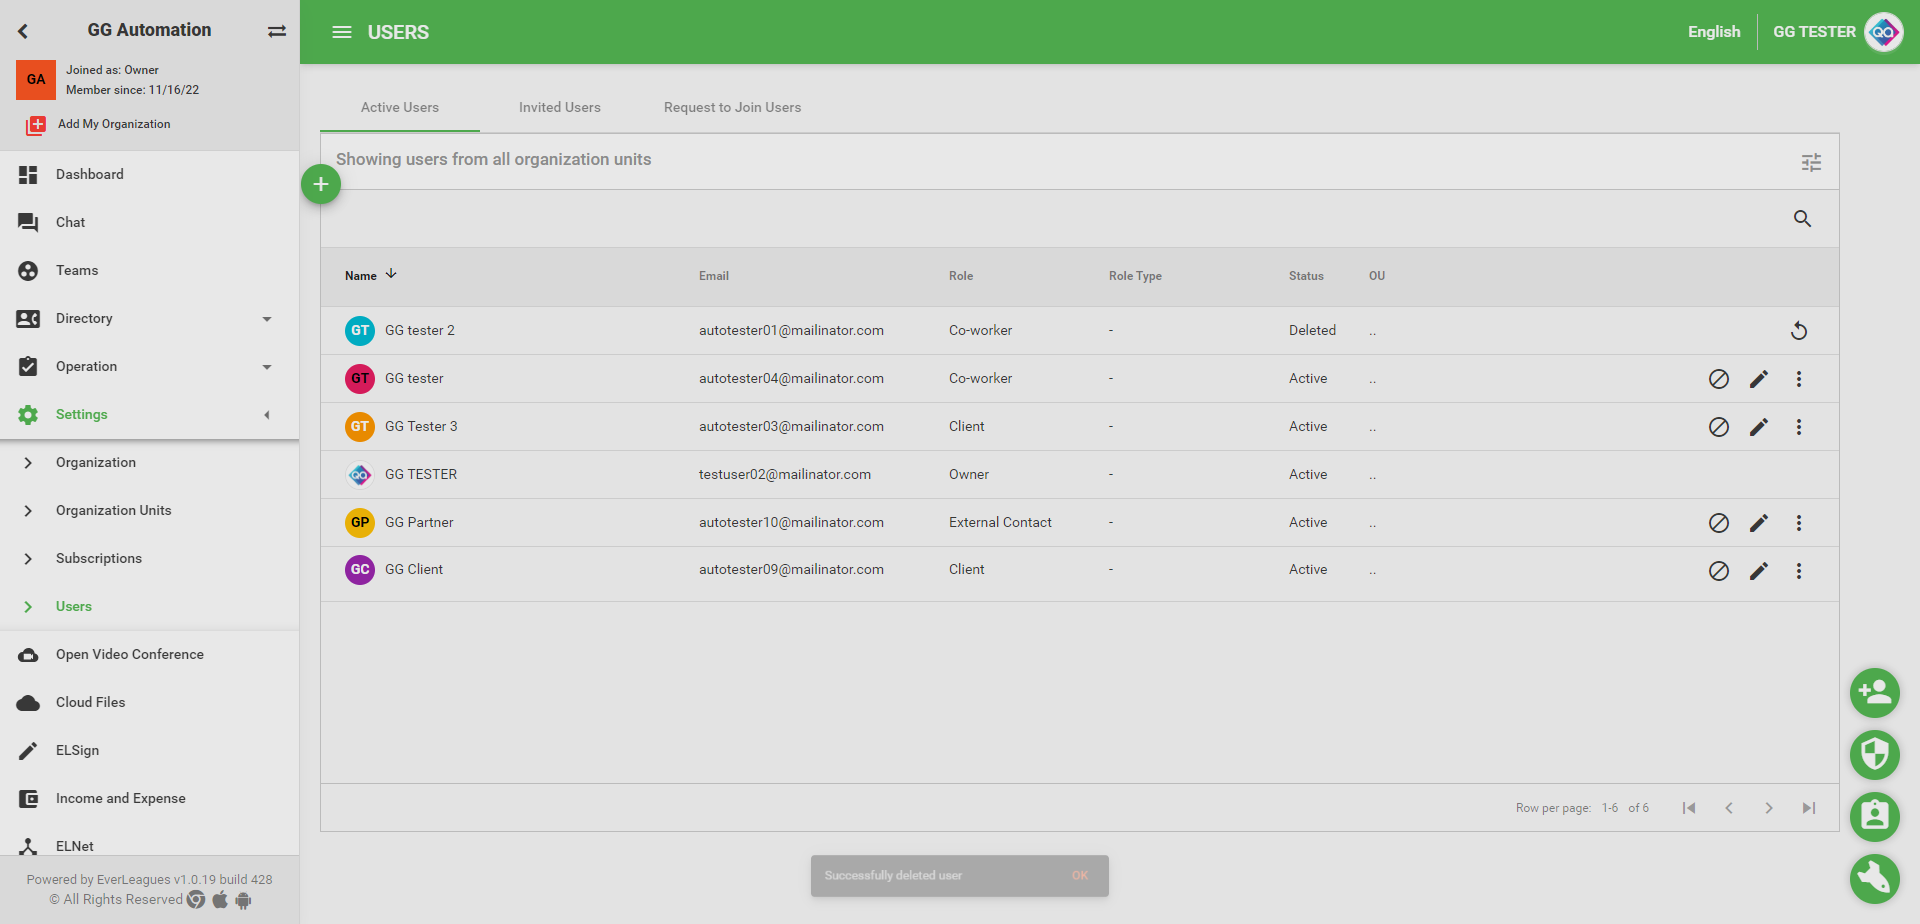 GG Automation
GA
Joined as: Owner
Member since: 11/16/22
Add My Organization
Dashboard
Chat
Teams
Directory
Operation
Settings
Organization
Organization Units
Subscriptions
Users
Open Video Conference
Cloud Files
ELSign
Income and Expense
ELNet
Powered by EverLeagues v1.0.19 build 428
© All Rights Reserved
USERS
English
GG TESTER
QA
Active Users Invited Users Request to Join Users
Showing users from all organization units
Name Email Role Role Type Status OU
GT GG tester 2 autotester01@mailinator.com Co-worker - Deleted ..
GT GG tester autotester04@mailinator.com Co-worker - Active ..
GT GG Tester 3 autotester03@mailinator.com Client - Active ..
QA GG TESTER testuser02@mailinator.com Owner - Active ..
GP GG Partner autotester10@mailinator.com External Contact - Active ..
GC GG Client autotester09@mailinator.com Client - Active ..
Row per page: 1-6 of 6
Successfully deleted user OK